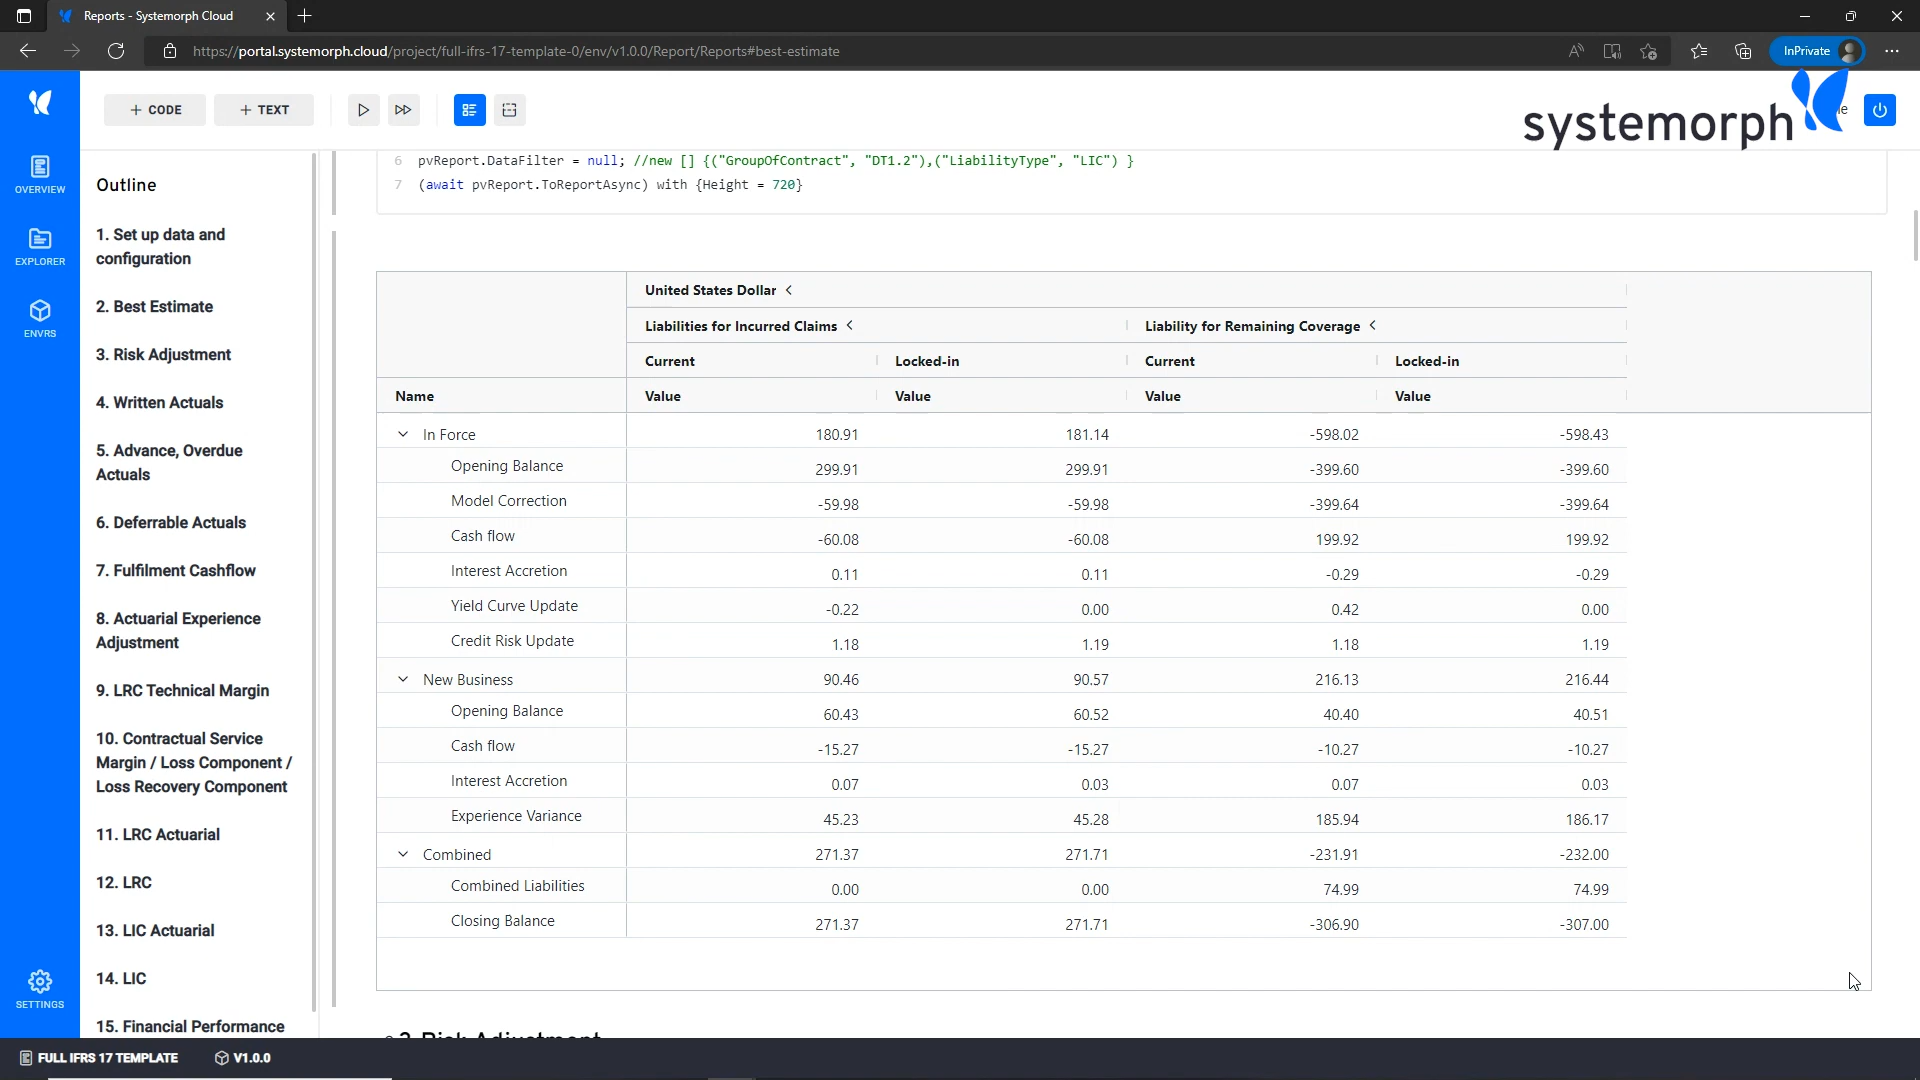 Reports - Systemorph Cloud
https://portal.systemorph.cloud/project/full-ifrs-17-template-0/env/v1.0.0/Report/Reports#best-estimate
InPrivate
CODE
TEXT
systemorph
OVERVIEW
EXPLORER
ENVRS
SETTINGS
Outline
1. Set up data and
configuration
2. Best Estimate
3. Risk Adjustment
4. Written Actuals
5. Advance, Overdue
Actuals
6. Deferrable Actuals
7. Fulfilment Cashflow
8. Actuarial Experience
Adjustment
9. LRC Technical Margin
10. Contractual Service
Margin / Loss Component /
Loss Recovery Component
11. LRC Actuarial
12. LRC
13. LIC Actuarial
14. LIC
15. Financial Performance
6 pvReport.DataFilter = null; //new [] {("GroupOfContract", "DT1.2"),("LiabilityType", "LIC") }
7 (await pvReport.ToReportAsync) with {Height = 720}
United States Dollar
Liabilities for Incurred Claims Liability for Remaining Coverage
Current Locked-in Current Locked-in
Name Value Value Value Value
In Force 180.91 181.14 -598.02 -598.43
Opening Balance 299.91 299.91 -399.60 -399.60
Model Correction -59.98 -59.98 -399.64 -399.64
Cash flow -60.08 -60.08 199.92 199.92
Interest Accretion 0.11 0.11 -0.29 -0.29
Yield Curve Update -0.22 0.00 0.42 0.00
Credit Risk Update 1.18 1.19 1.18 1.19
New Business 90.46 90.57 216.13 216.44
Opening Balance 60.43 60.52 40.40 40.51
Cash flow -15.27 -15.27 -10.27 -10.27
Interest Accretion 0.07 0.03 0.07 0.03
Experience Variance 45.23 45.28 185.94 186.17
Combined 271.37 271.71 -231.91 -232.00
Combined Liabilities 0.00 0.00 74.99 74.99
Closing Balance 271.37 271.71 -306.90 -307.00
2. Risk Adjustment
FULL IFRS 17 TEMPLATE V1.0.0